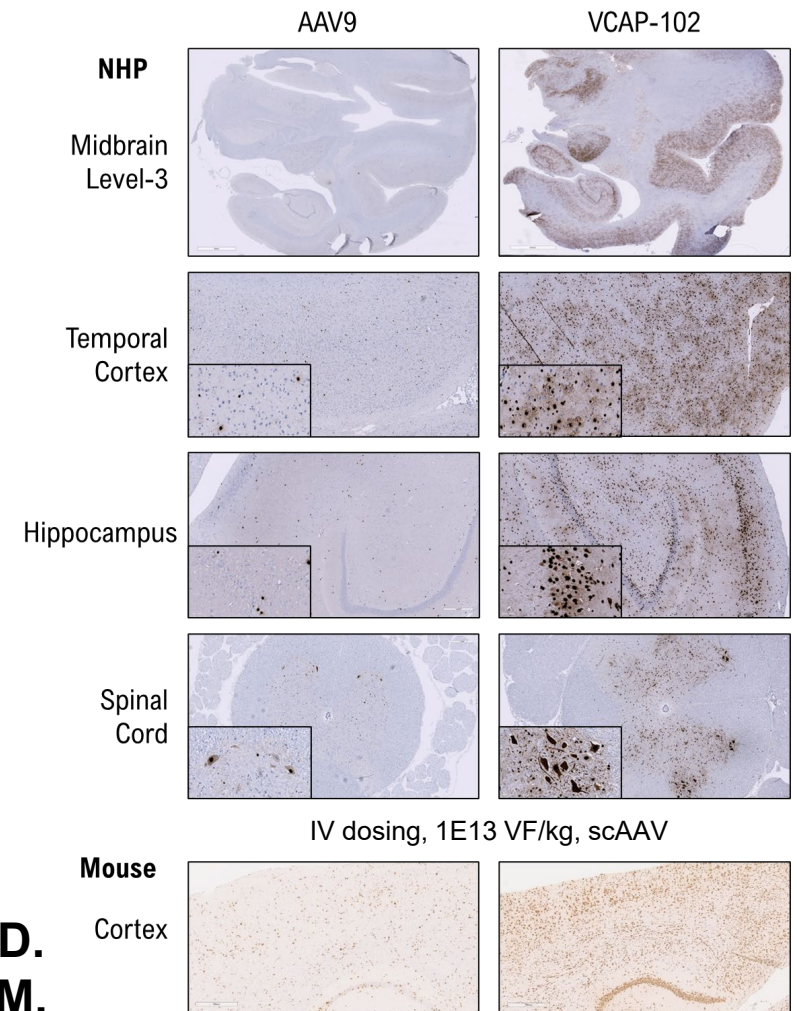 AAV9
VCAP-102
NHP
Midbrain
Level-3
Temporal
Cortex
Hippocampus
Spinal
Cord
IV dosing, 1E13 VF/kg, scAAV
Mouse
Cortex
D.
M.